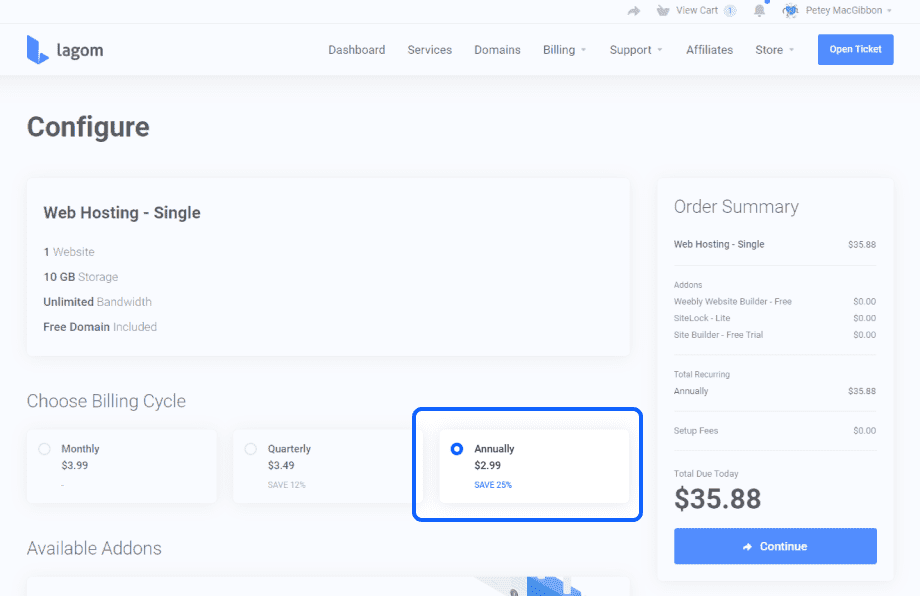 View Cart 1 Petey MacGibbon
lagom Dashboard Services Domains Billing Support Affiliates Store Open Ticket
Configure
Web Hosting - Single
1 Website
10 GB Storage
Unlimited Bandwidth
Free Domain Included
Choose Billing Cycle
Monthly
$3.99
-
Quarterly
$3.49
SAVE 12%
Annually
$2.99
SAVE 25%
Available Addons
Order Summary
Web Hosting - Single $35.88
Addons
Weebly Website Builder - Free $0.00
SiteLock - Lite $0.00
Site Builder - Free Trial $0.00
Total Recurring
Annually $35.88
Setup Fees $0.00
Total Due Today
$35.88
Continue